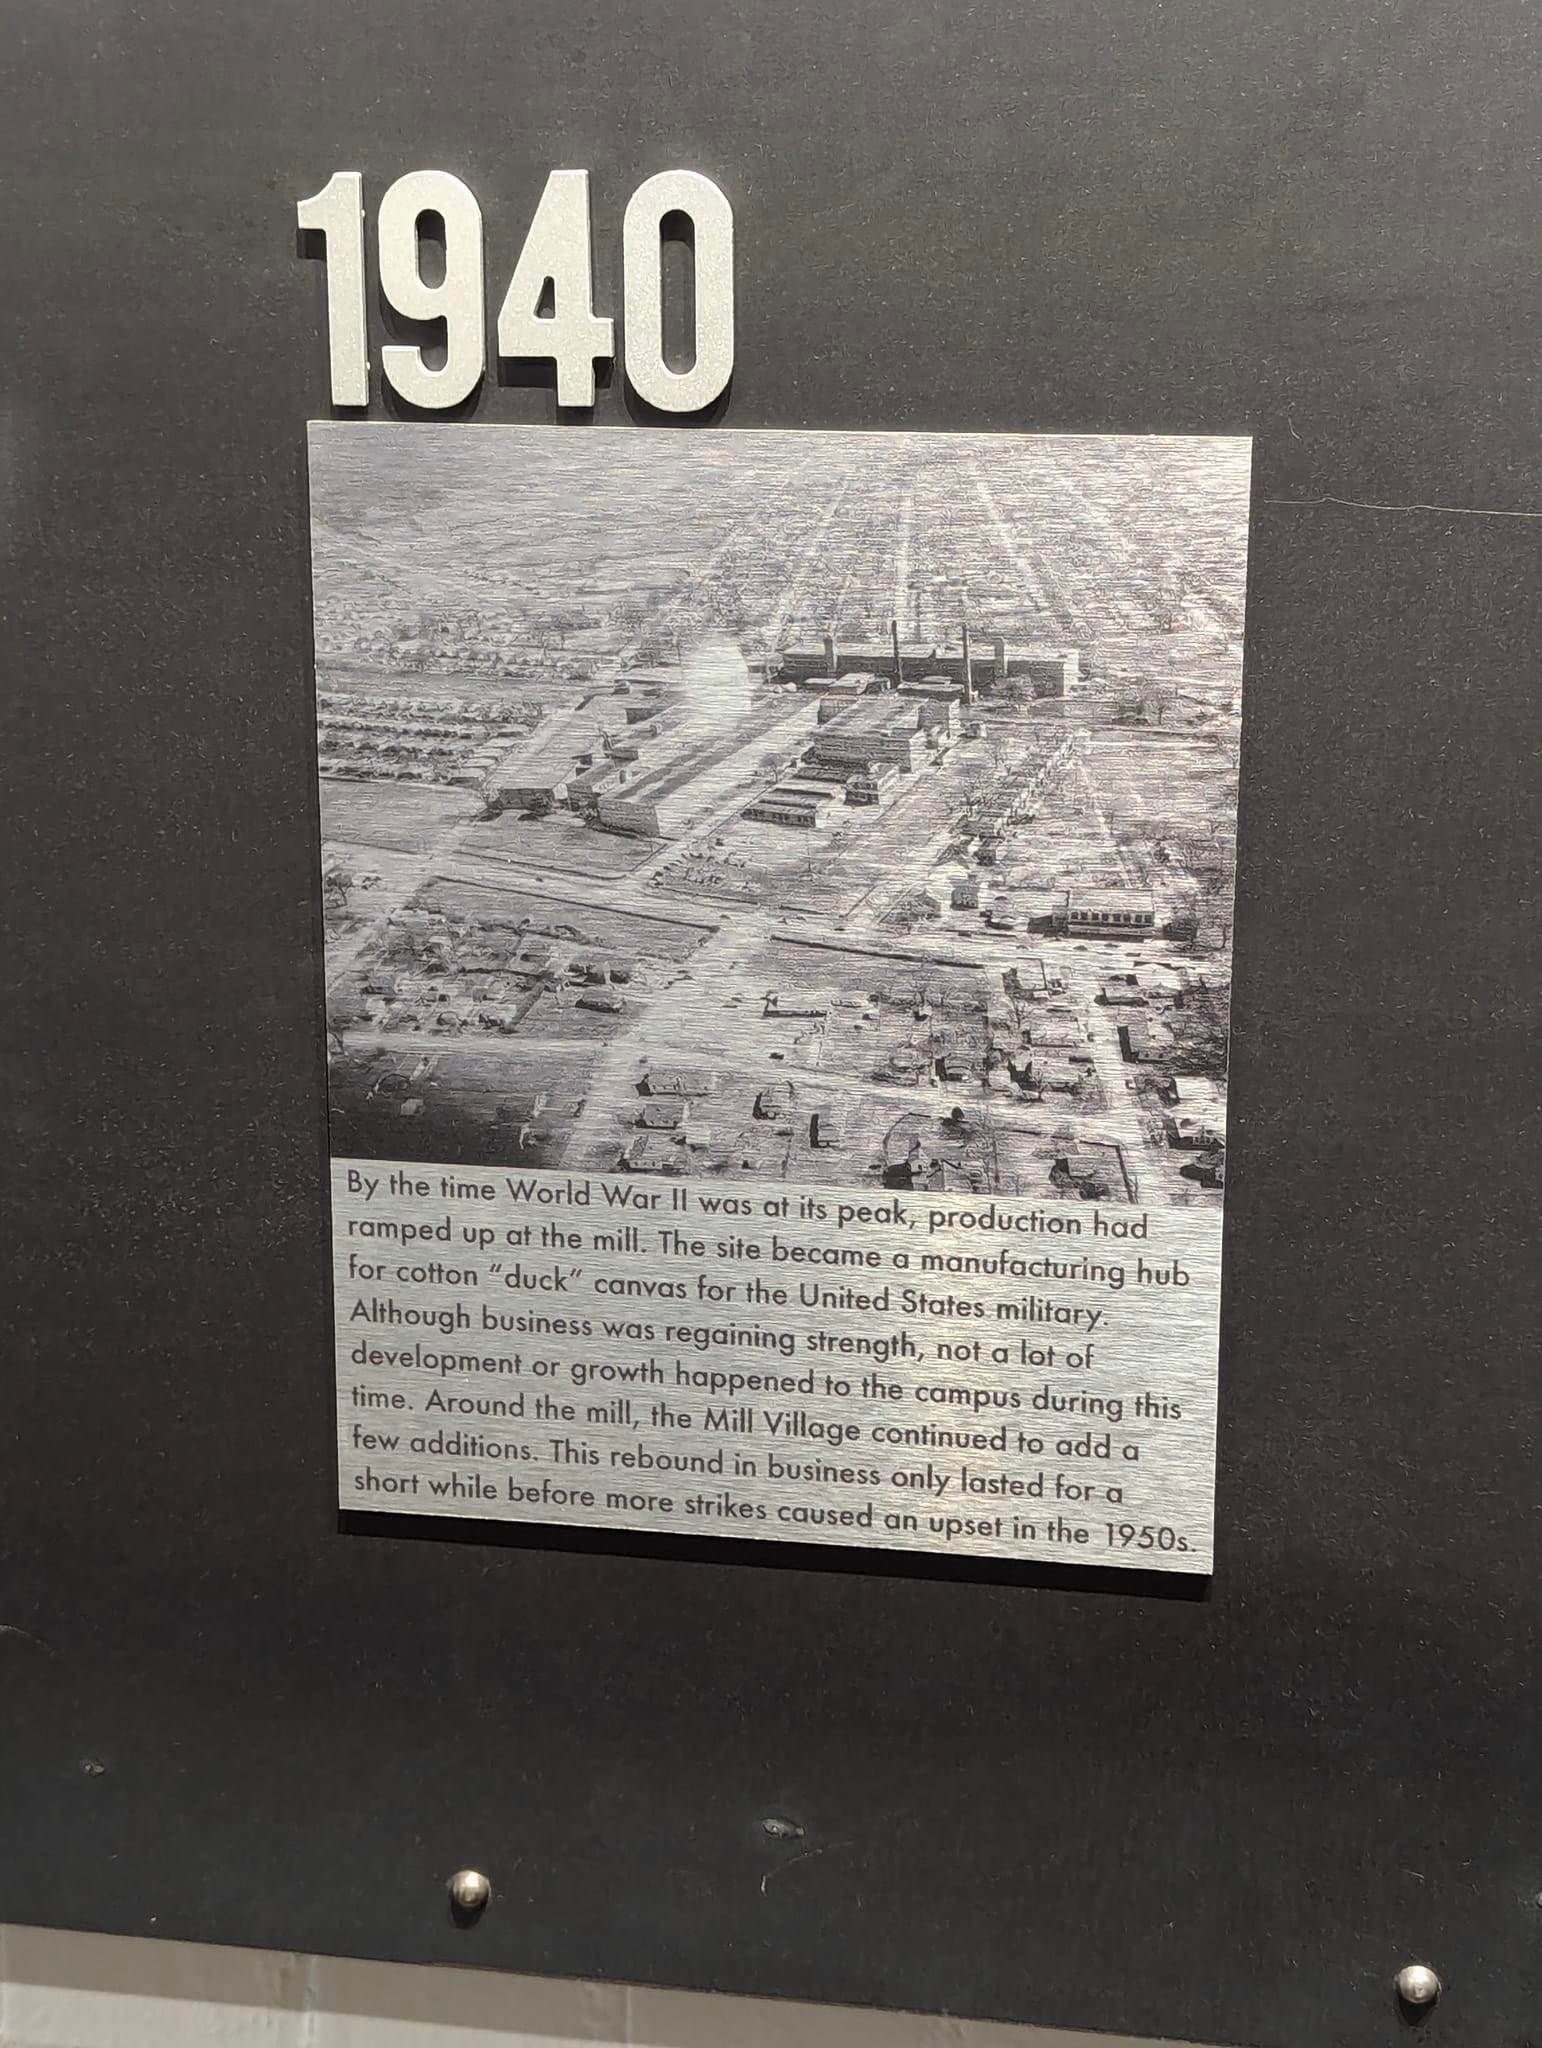 1940
By the time World War II was at its peak, production had
ramped up at the mill. The site became a manufacturing hub
for cotton "duck" canvas for the United States military.
Although business was regaining strength, not a lot of
development or growth happened to the campus during this
time. Around the mill, the Mill Village continued to add a
few additions. This rebound in business only lasted for a
short while before more strikes caused an upset in the 1950s.